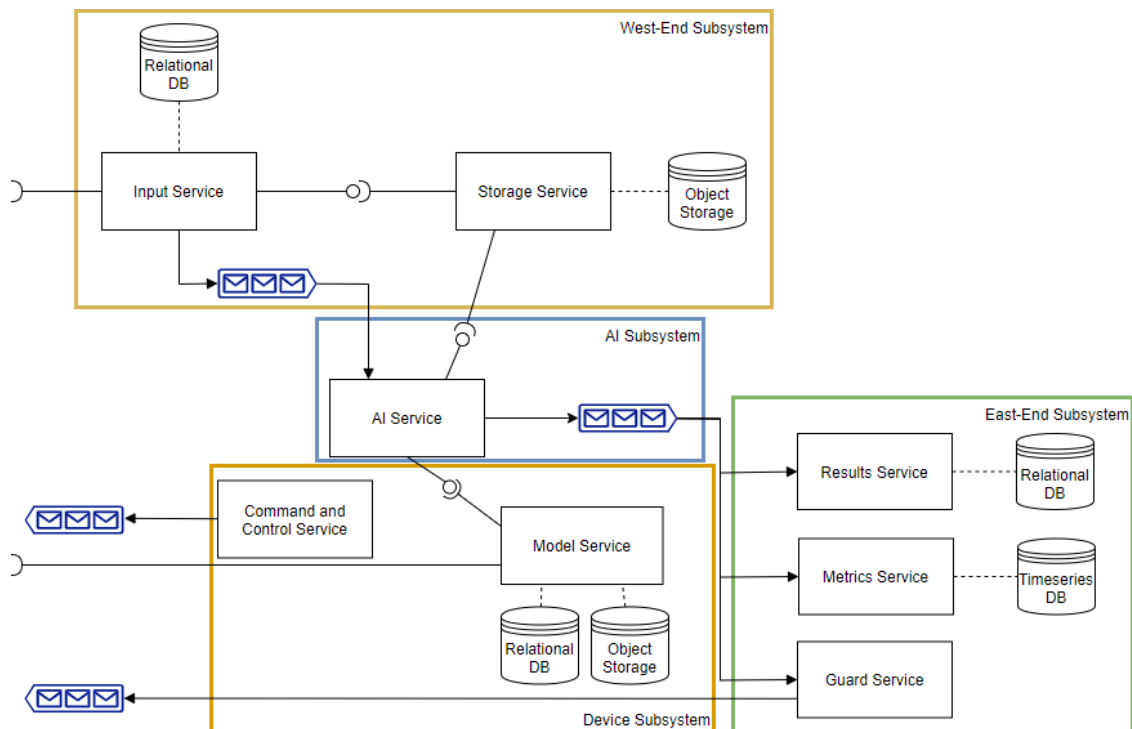 West-End Subsystem
Relational
DB
Input Service
Storage Service
Object
Storage
AI Subsystem
AI Service
East-End Subsystem
Results Service
Relational
DB
Command and
Control Service
Model Service
Metrics Service
Timeseries
DB
Relational
DB
Object
Storage
Guard Service
Device Subsystem